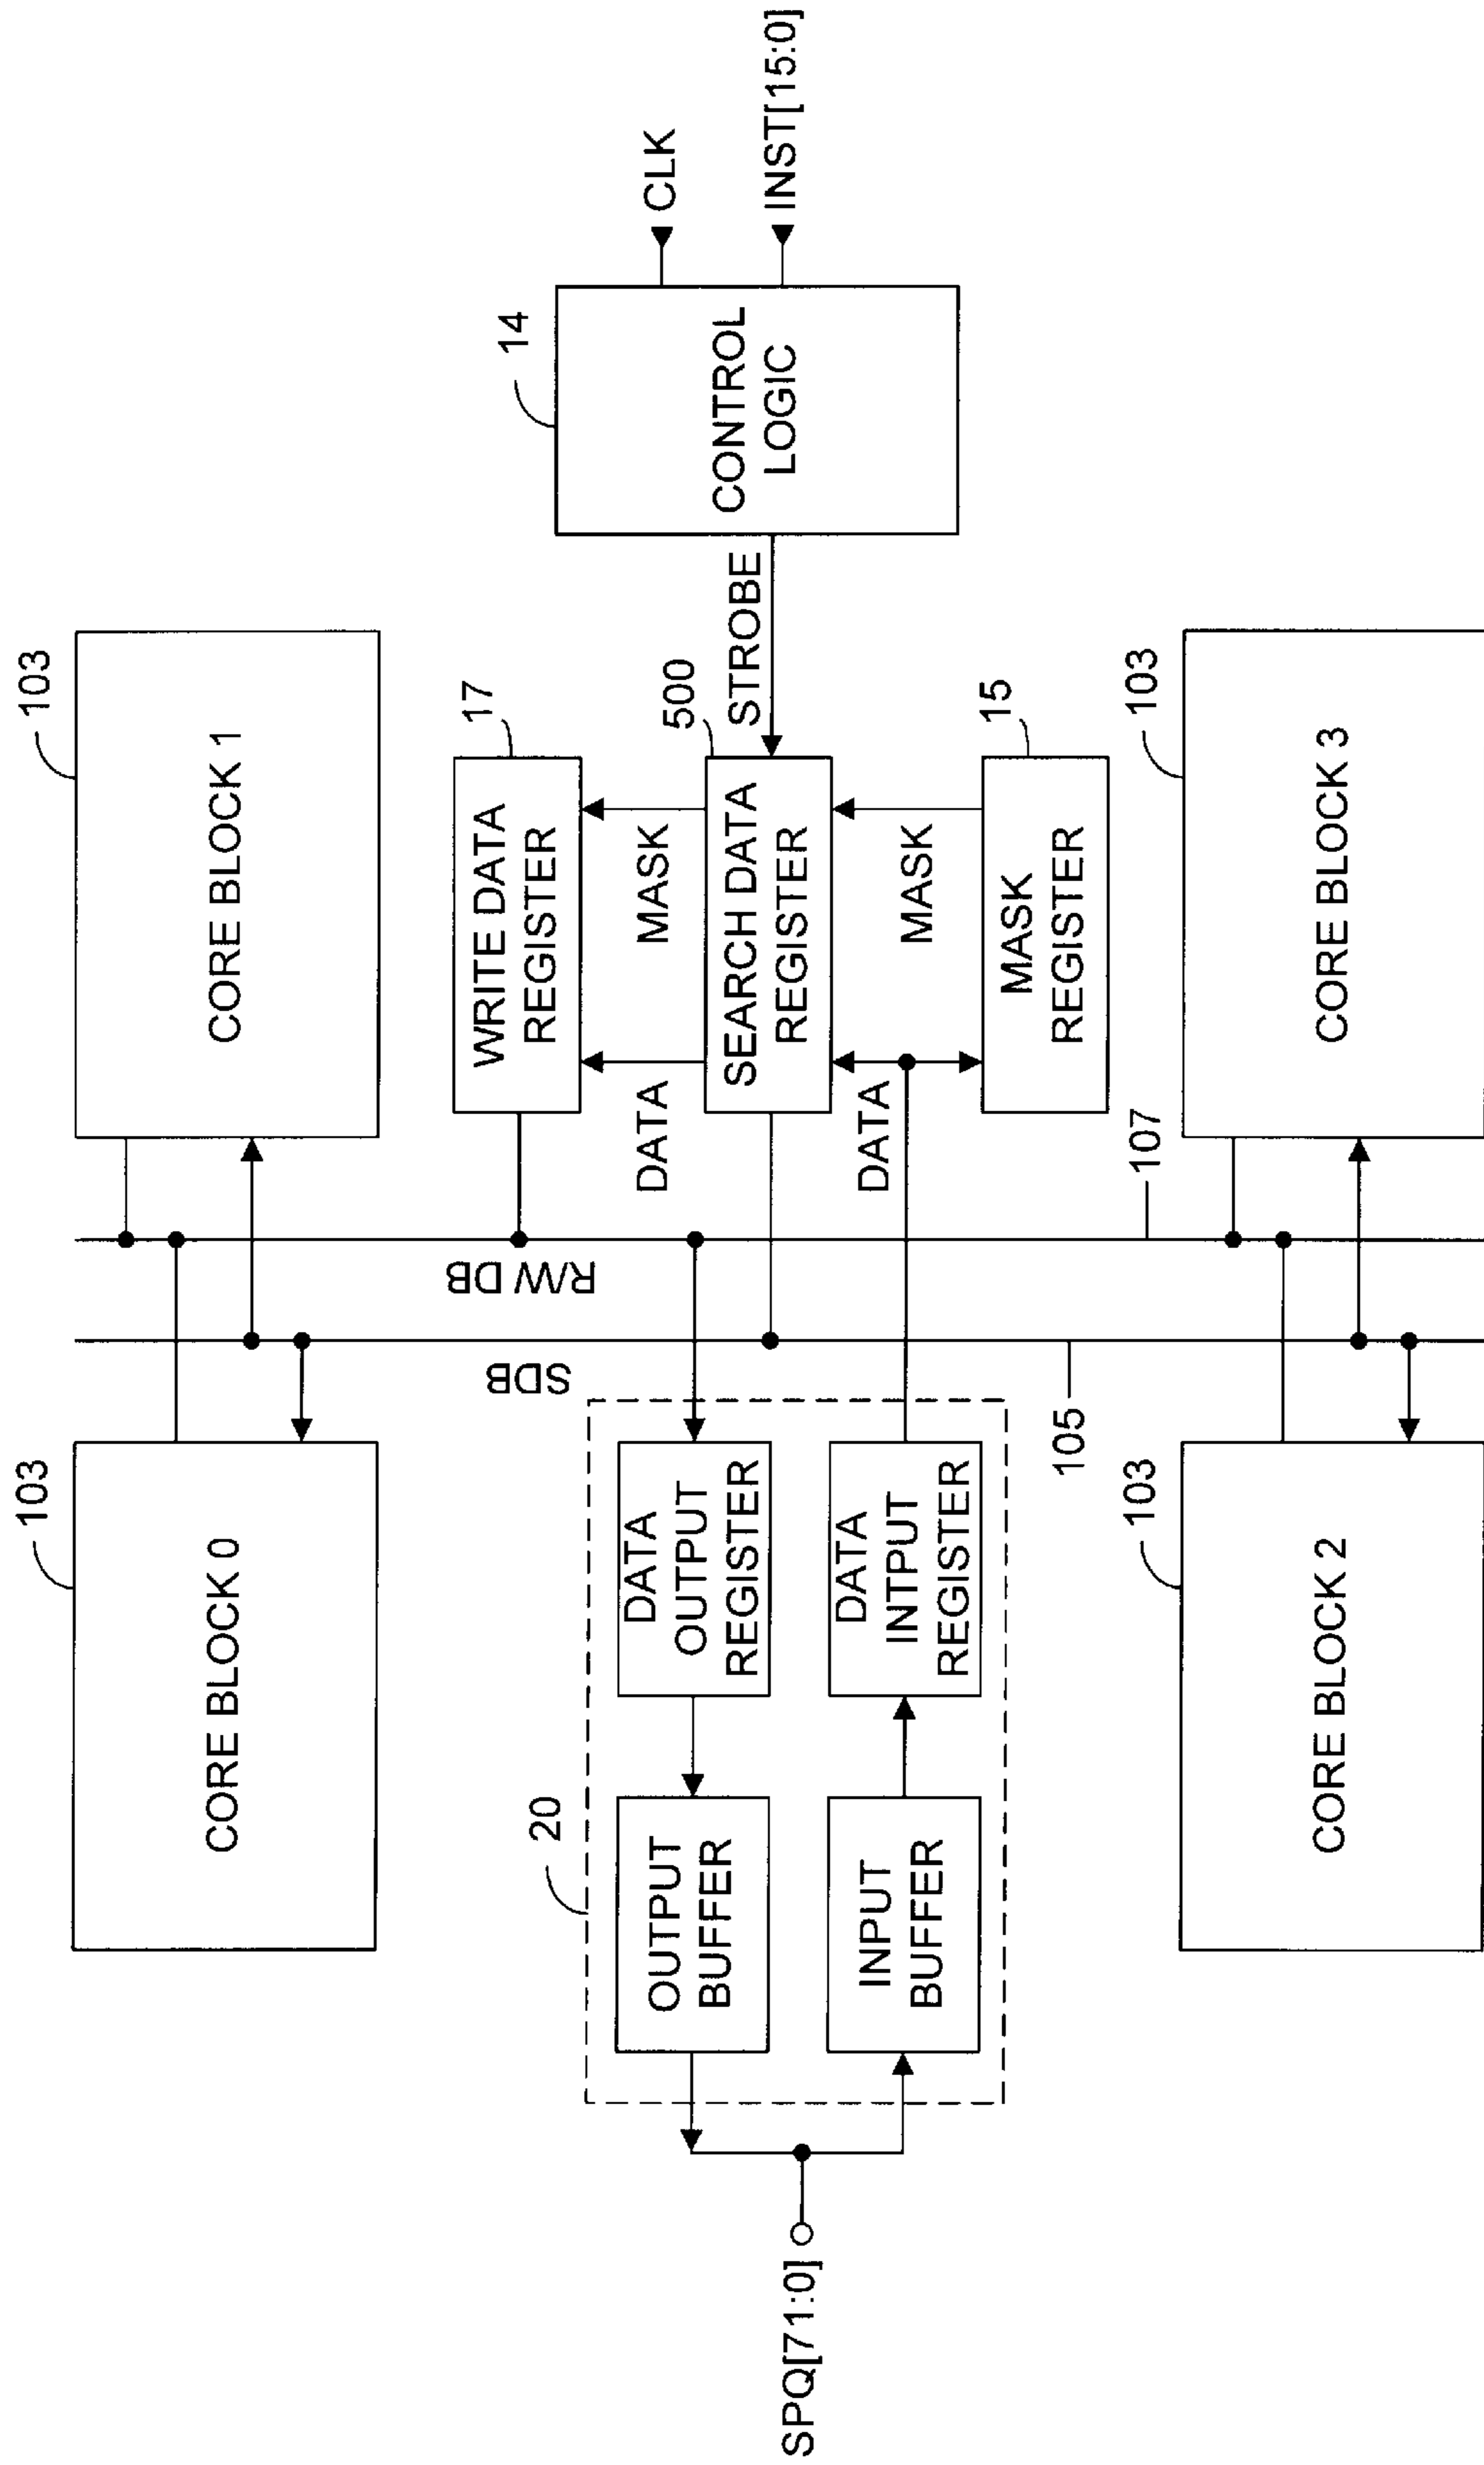 103
CORE BLOCK 0
103
CORE BLOCK 1
SDB
R/W DB
20
OUTPUT
BUFFER
DATA
OUTPUT
REGISTER
INPUT
BUFFER
DATA
INTPUT
REGISTER
SPQ[71:0]
17
WRITE DATA
REGISTER
DATA
MASK
500
SEARCH DATA
REGISTER
STROBE
DATA
MASK
15
MASK
REGISTER
14
CONTROL
LOGIC
CLK
INST[15:0]
105
107
103
CORE BLOCK 2
103
CORE BLOCK 3